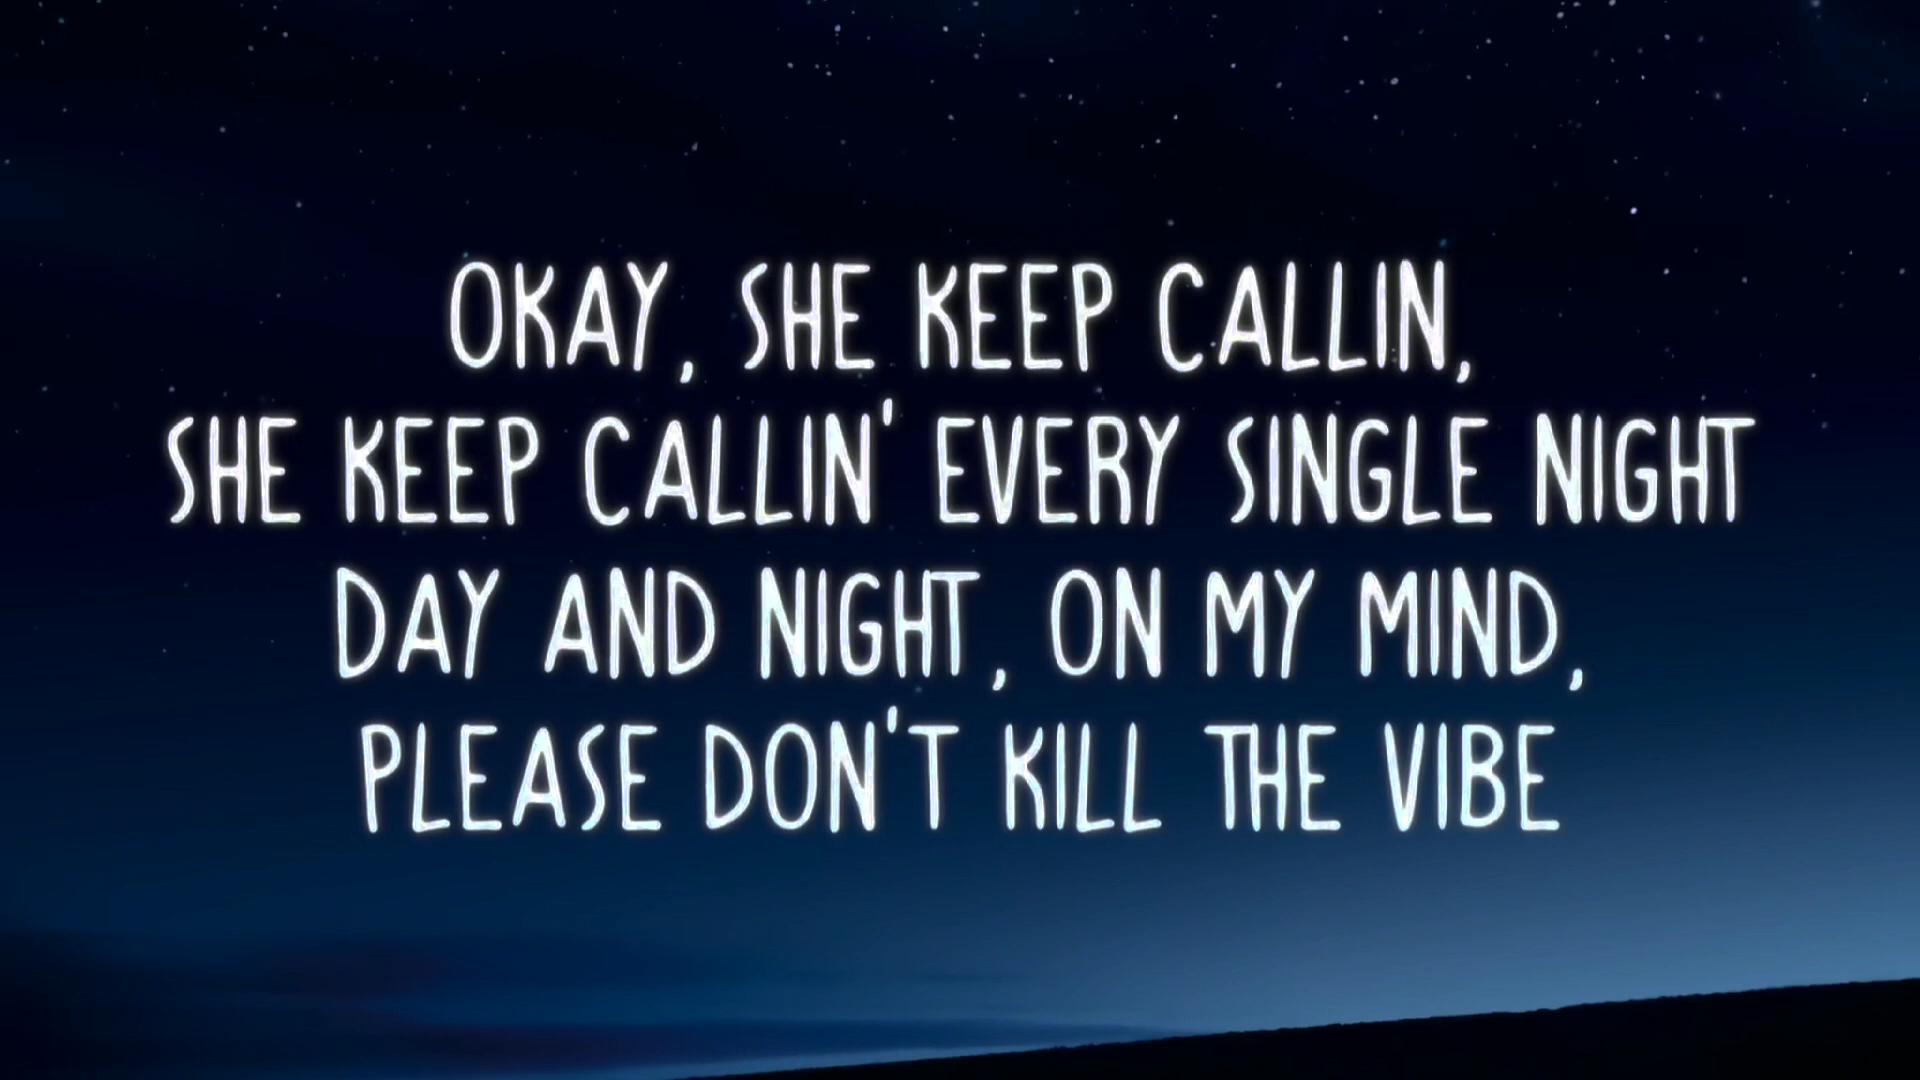 OKAY, SHE KEEP CALLIN,
SHE KEEP CALLIN' EVERY SINGLE NIGHT
DAY AND NIGHT, ON MY MIND,
PLEASE DON'T KILL THE VIBE